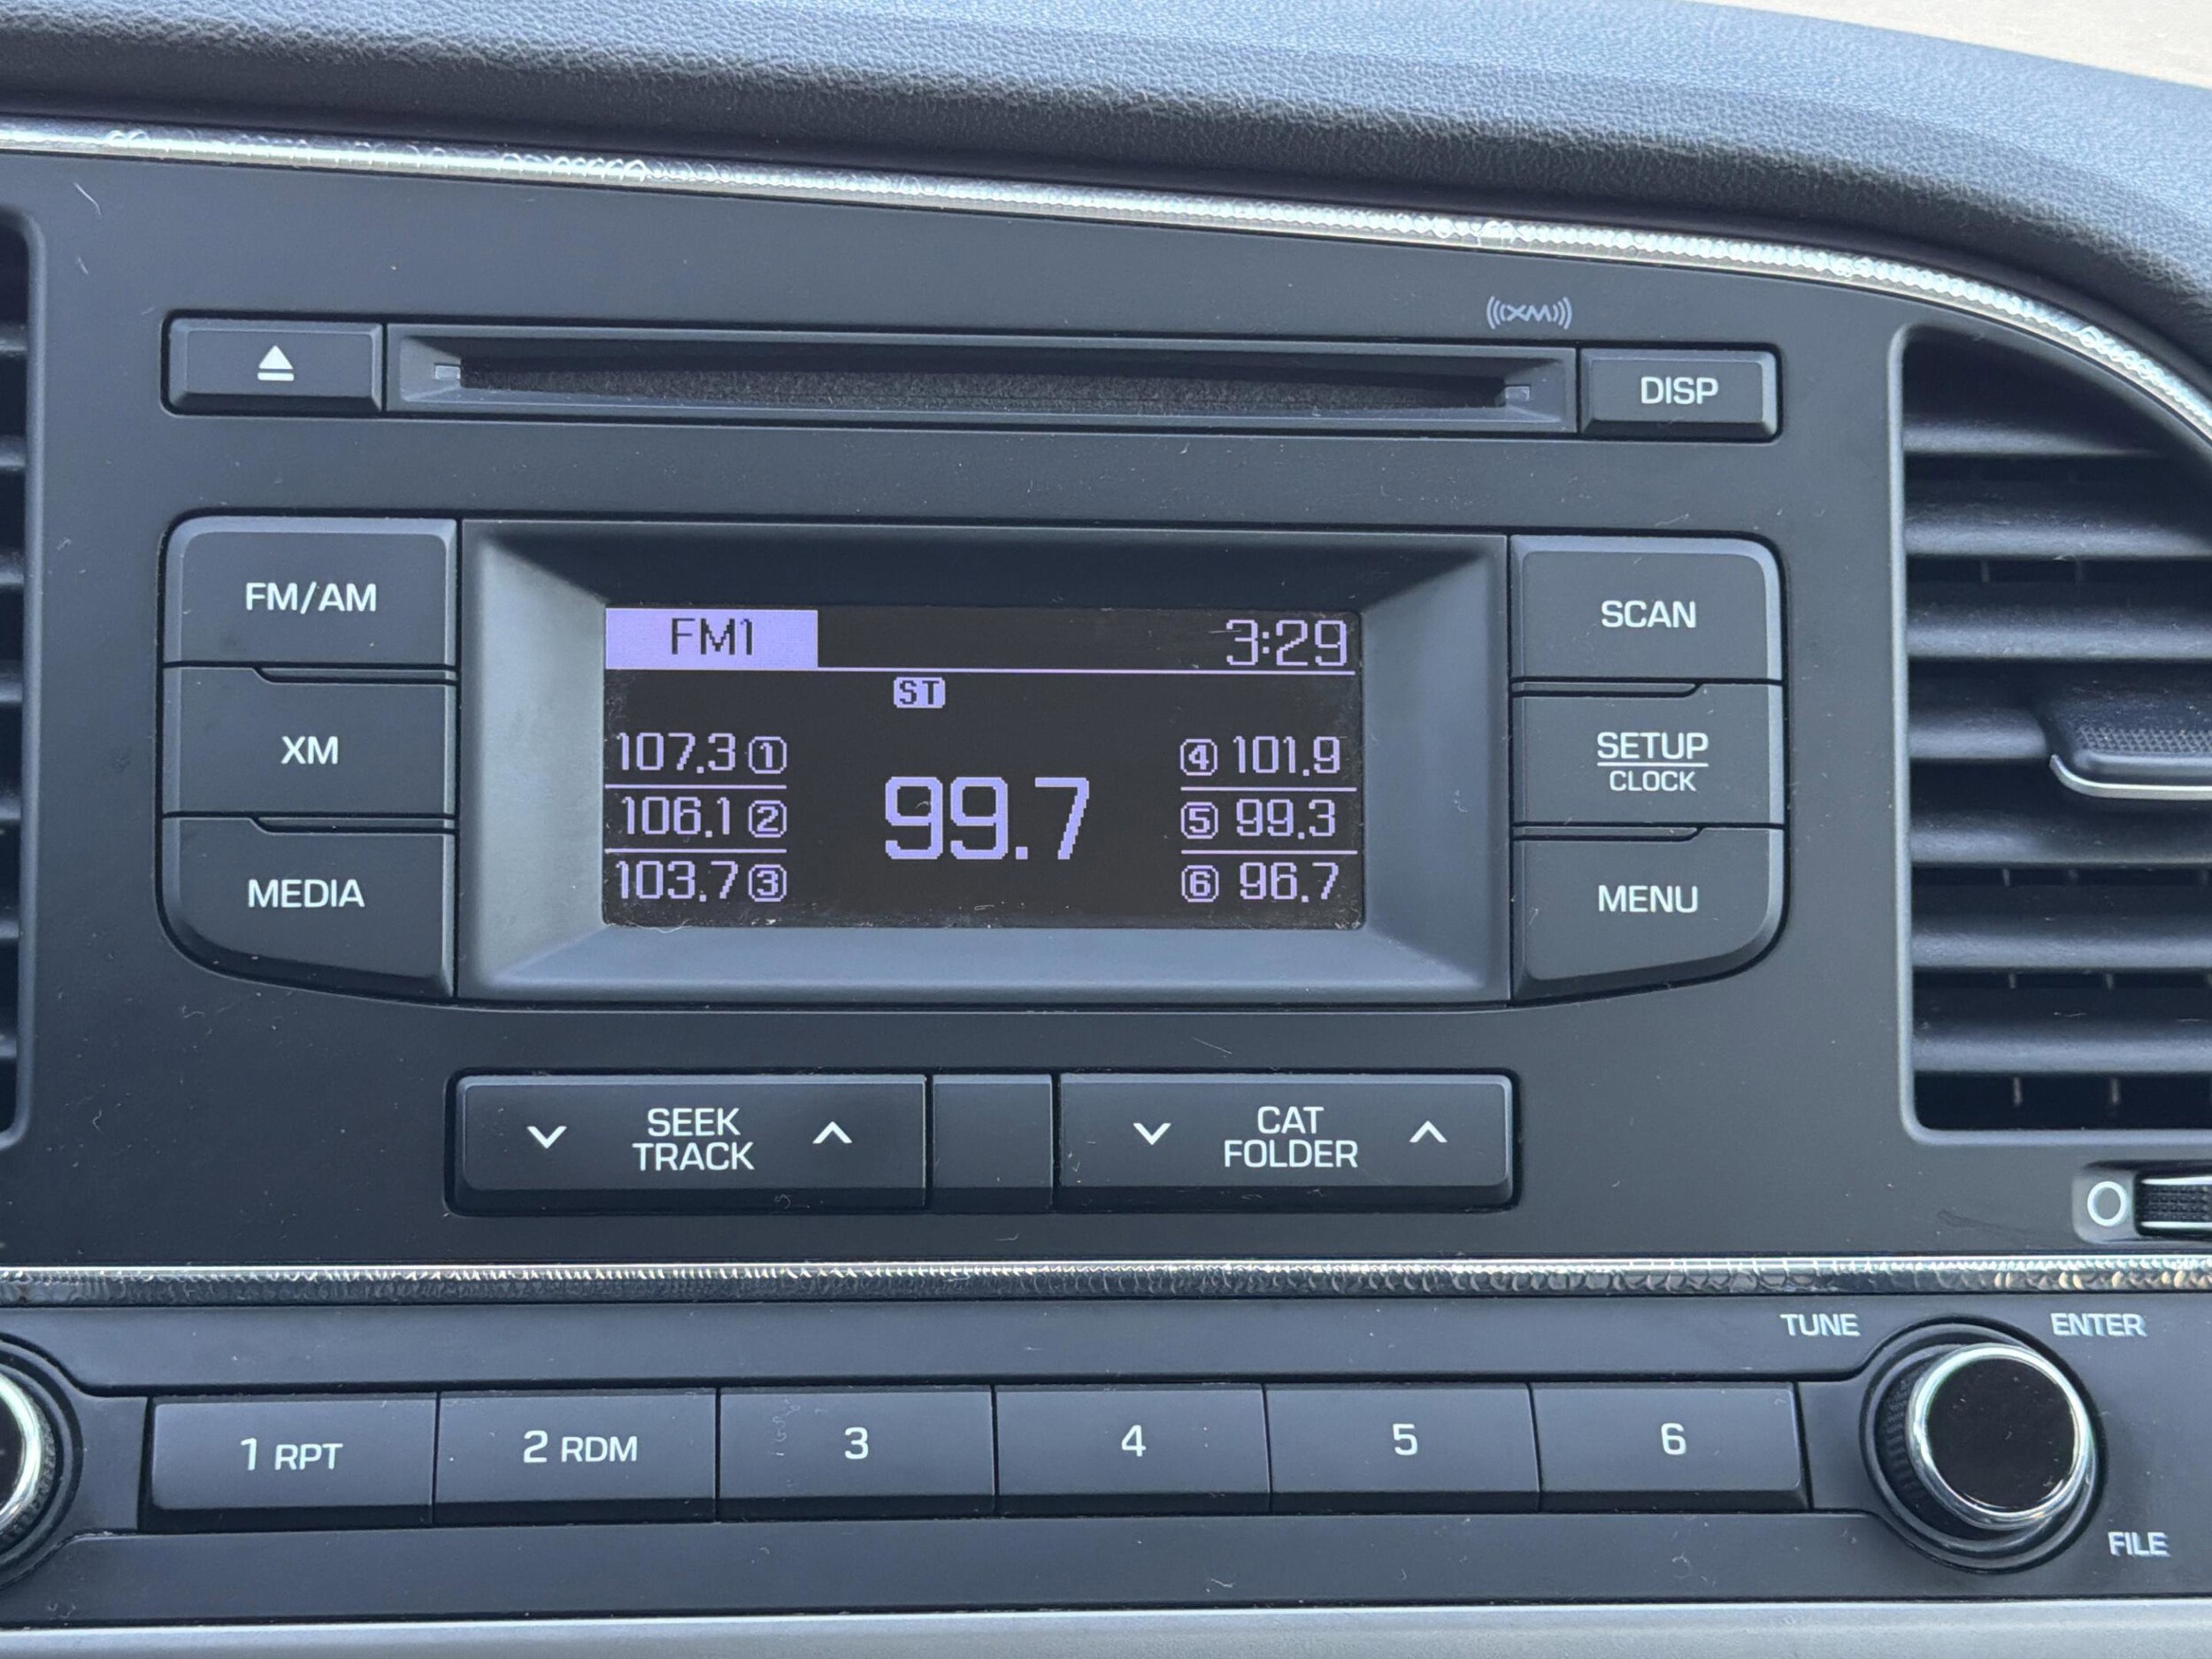 XM
DISP
FM/AM
SCAN
FM1 3:29
ST
107.3 ① ④ 101.9
99.7
106.1 ② ⑤ 99.3
103.7 ③ ⑥ 96.7
XM
SETUP
CLOCK
MEDIA
MENU
SEEK
TRACK
CAT
FOLDER
TUNE
ENTER
1 RPT
2 RDM
3
4
5
6
FILE